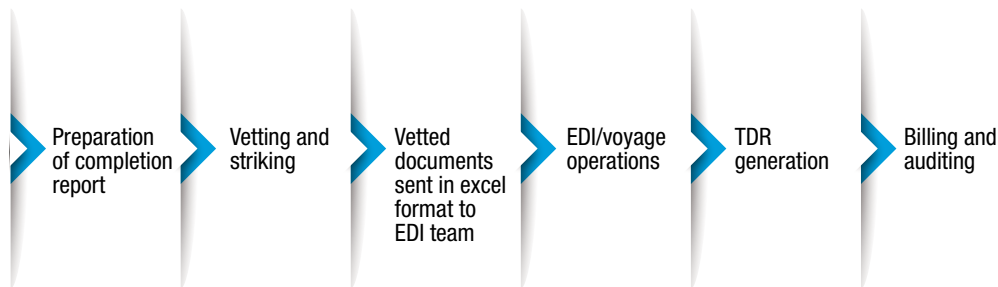 Preparation
of completion
report
Vetting and
striking
Vetted
documents
sent in excel
format to
EDI team
EDI/voyage
operations
TDR
generation
Billing and
auditing